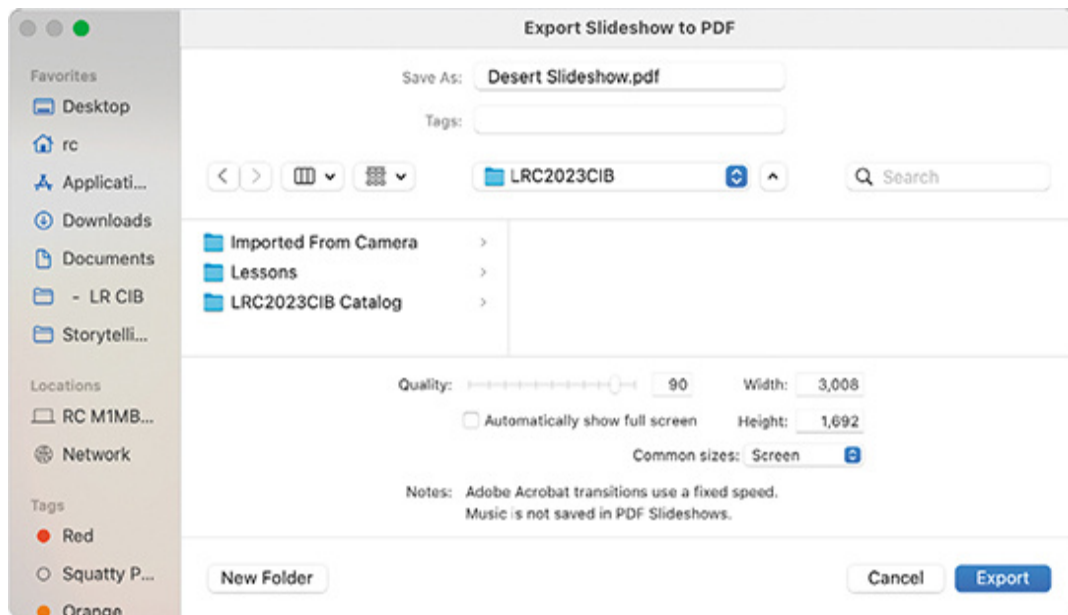 Export Slideshow to PDF
Favorites
Desktop
rc
Applicati...
Downloads
Documents
- LR CIB
Storytelli...
Locations
RC M1MB...
Network
Tags
Red
Squatty P...
Orange
Save As: Desert Slideshow.pdf
Tags:
LRC2023CIB
Search
Imported From Camera
Lessons
LRC2023CIB Catalog
Quality: 90 Width: 3,008
Automatically show full screen Height: 1,692
Common sizes: Screen
Notes: Adobe Acrobat transitions use a fixed speed.
Music is not saved in PDF Slideshows.
New Folder Cancel Export